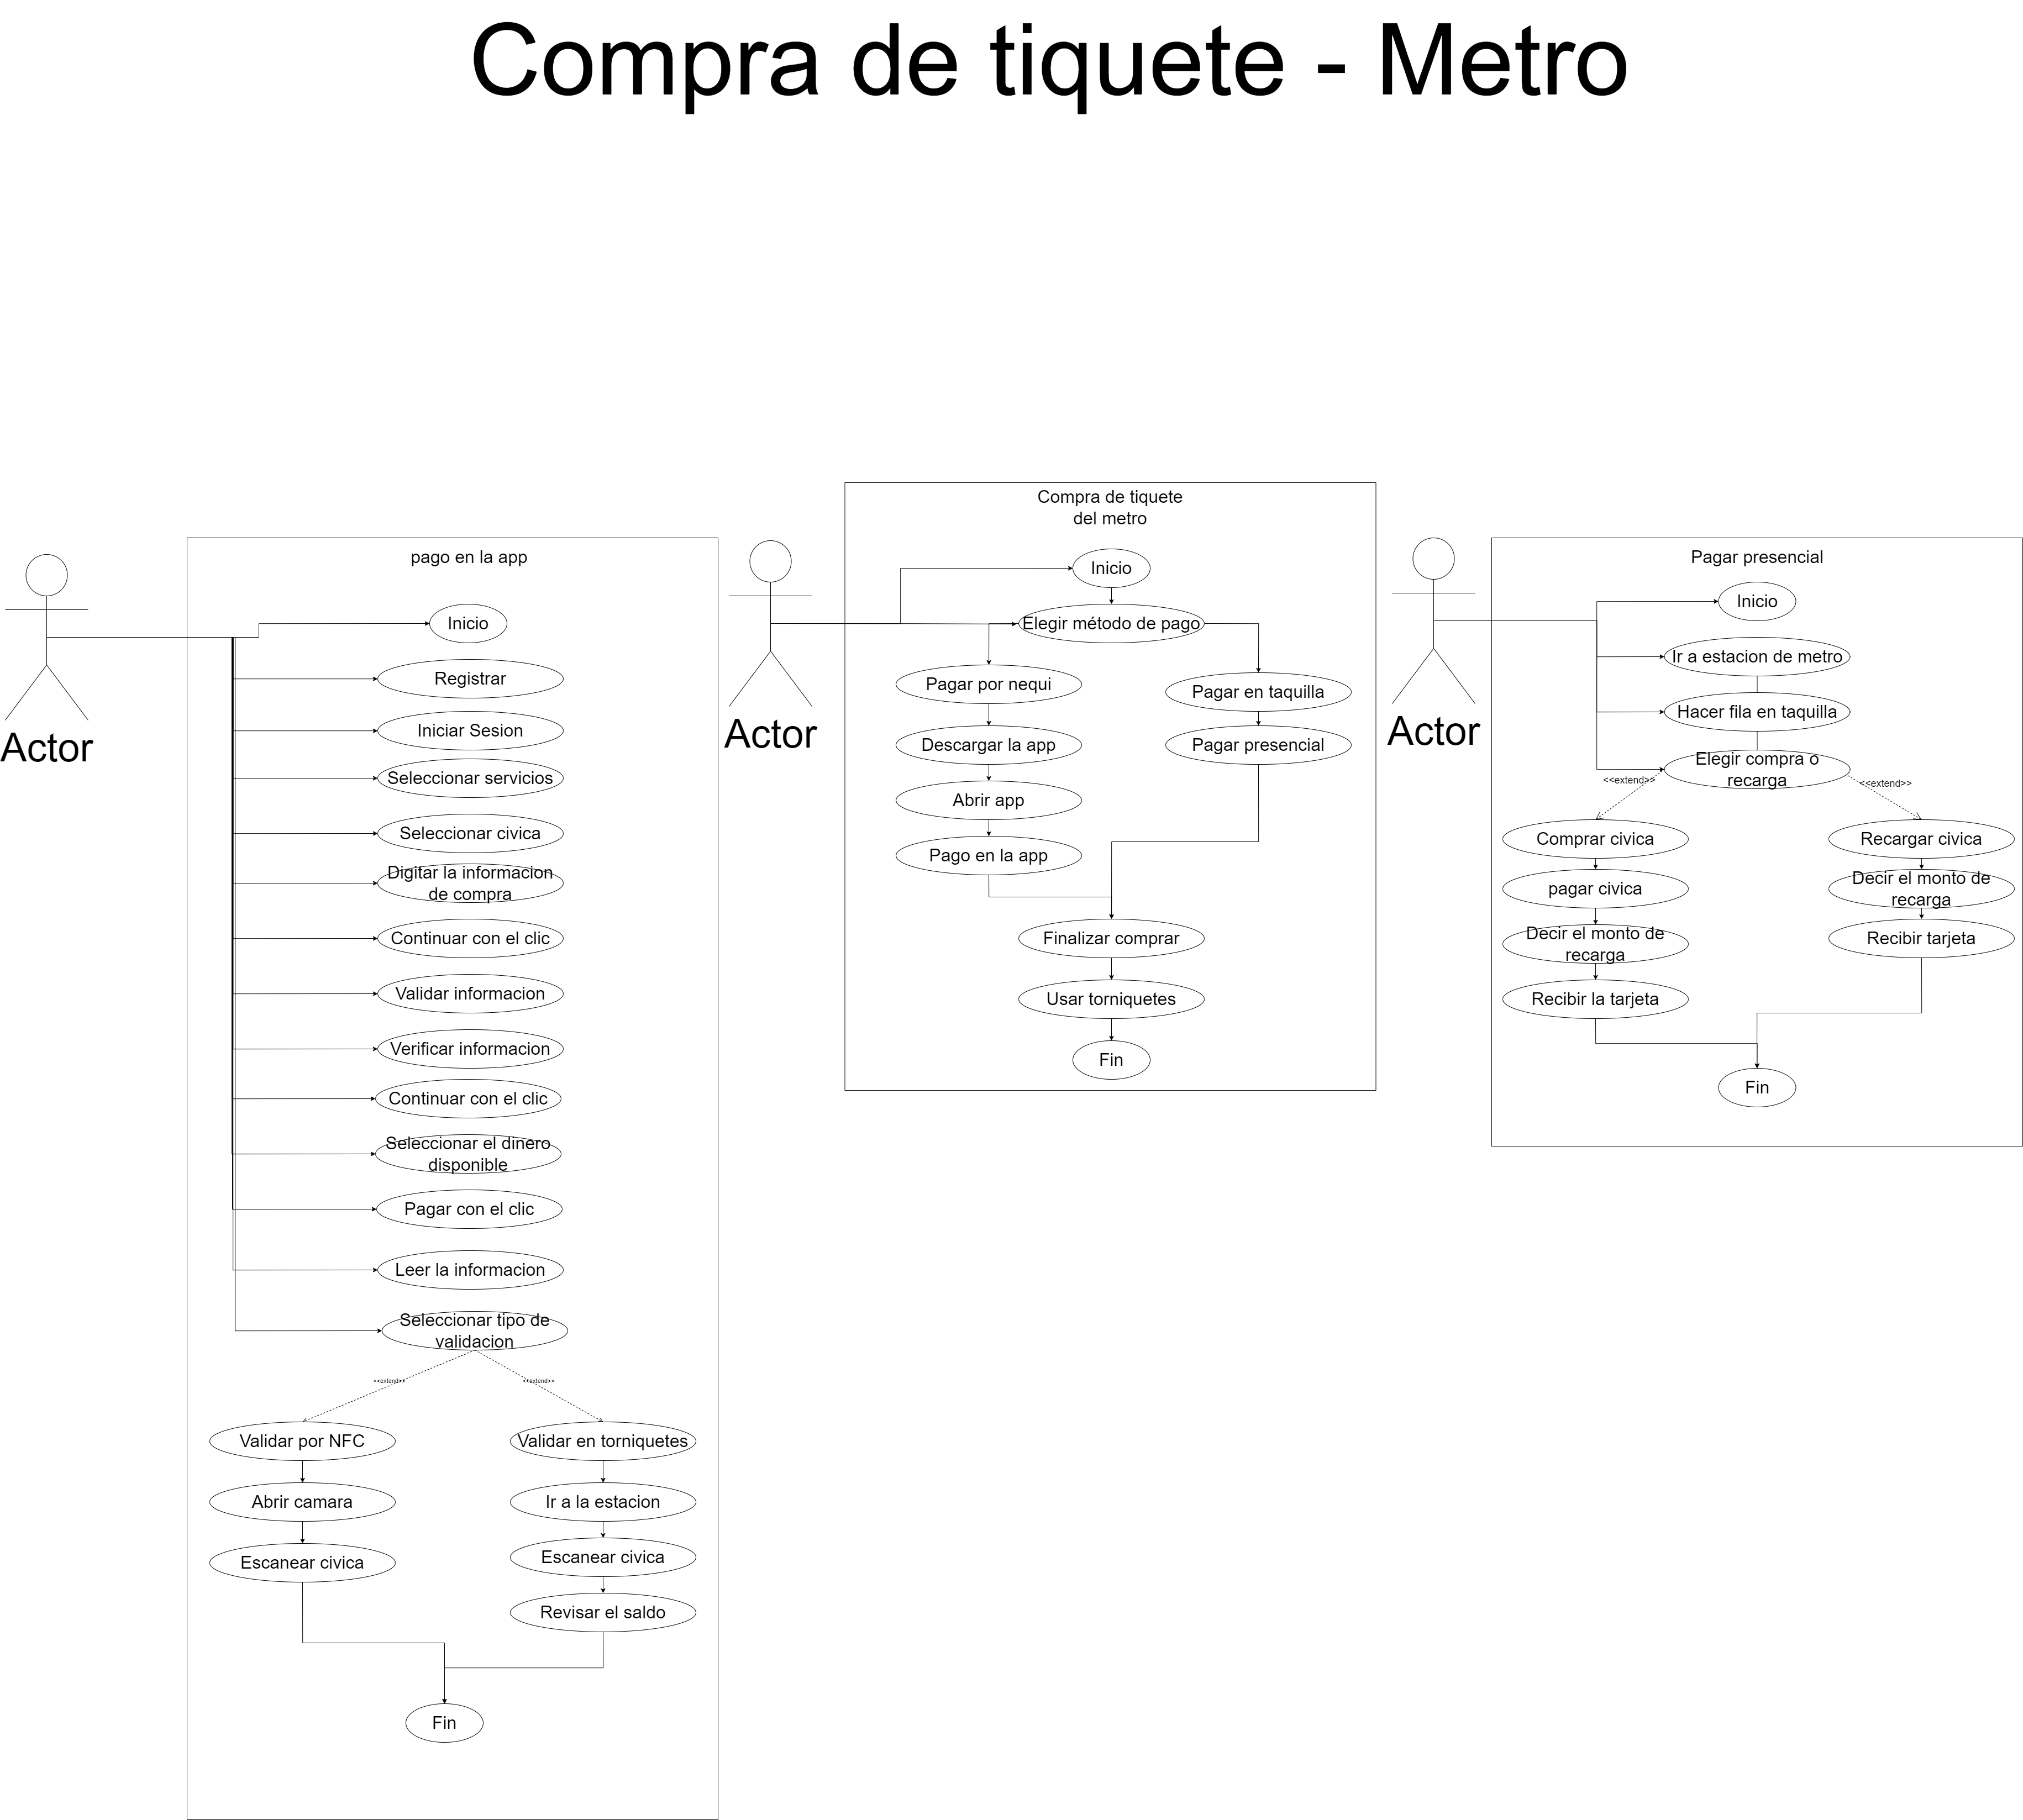 Compra de tiquete - Metro
Actor
pago en la app
Inicio
Registrar
Iniciar Sesion
Seleccionar servicios
Seleccionar civica
Digitar la informacion
de compra
Continuar con el clic
Validar informacion
Verificar informacion
Continuar con el clic
Seleccionar el dinero
disponible
Pagar con el clic
Leer la informacion
Seleccionar tipo de
validacion
<<extend>>
<<extend>>
Validar por NFC
Validar en torniquetes
Abrir camara
Ir a la estacion
Escanear civica
Escanear civica
Revisar el saldo
Fin
Actor
Compra de tiquete
del metro
Inicio
Elegir método de pago
Pagar por nequi
Pagar en taquilla
Descargar la app
Pagar presencial
Abrir app
Pago en la app
Finalizar comprar
Usar torniquetes
Fin
Actor
Pagar presencial
Inicio
Ir a estacion de metro
Hacer fila en taquilla
Elegir compra o
recarga
<<extend>>
<<extend>>
Comprar civica
Recargar civica
pagar civica
Decir el monto de
recarga
Decir el monto de
recarga
Recibir tarjeta
Recibir la tarjeta
Fin